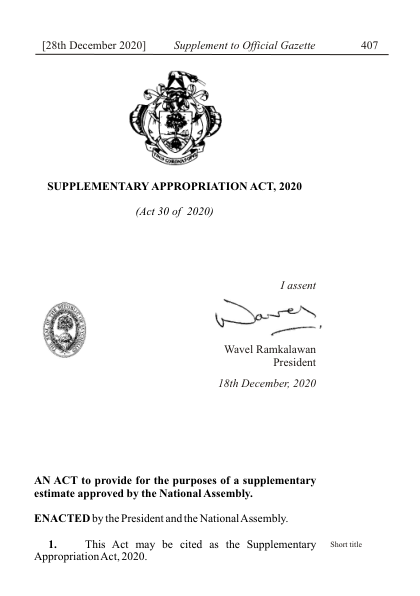 [28th December 2020] Supplement to Official Gazette 407
SUPPLEMENTARY APPROPRIATION ACT, 2020
(Act 30 of 2020)
I assent
Wavel
Wavel Ramkalawan
President
18th December, 2020
AN ACT to provide for the purposes of a supplementary
estimate approved by the National Assembly.
ENACTED by the President and the National Assembly.
1. This Act may be cited as the Supplementary Short title
Appropriation Act, 2020.